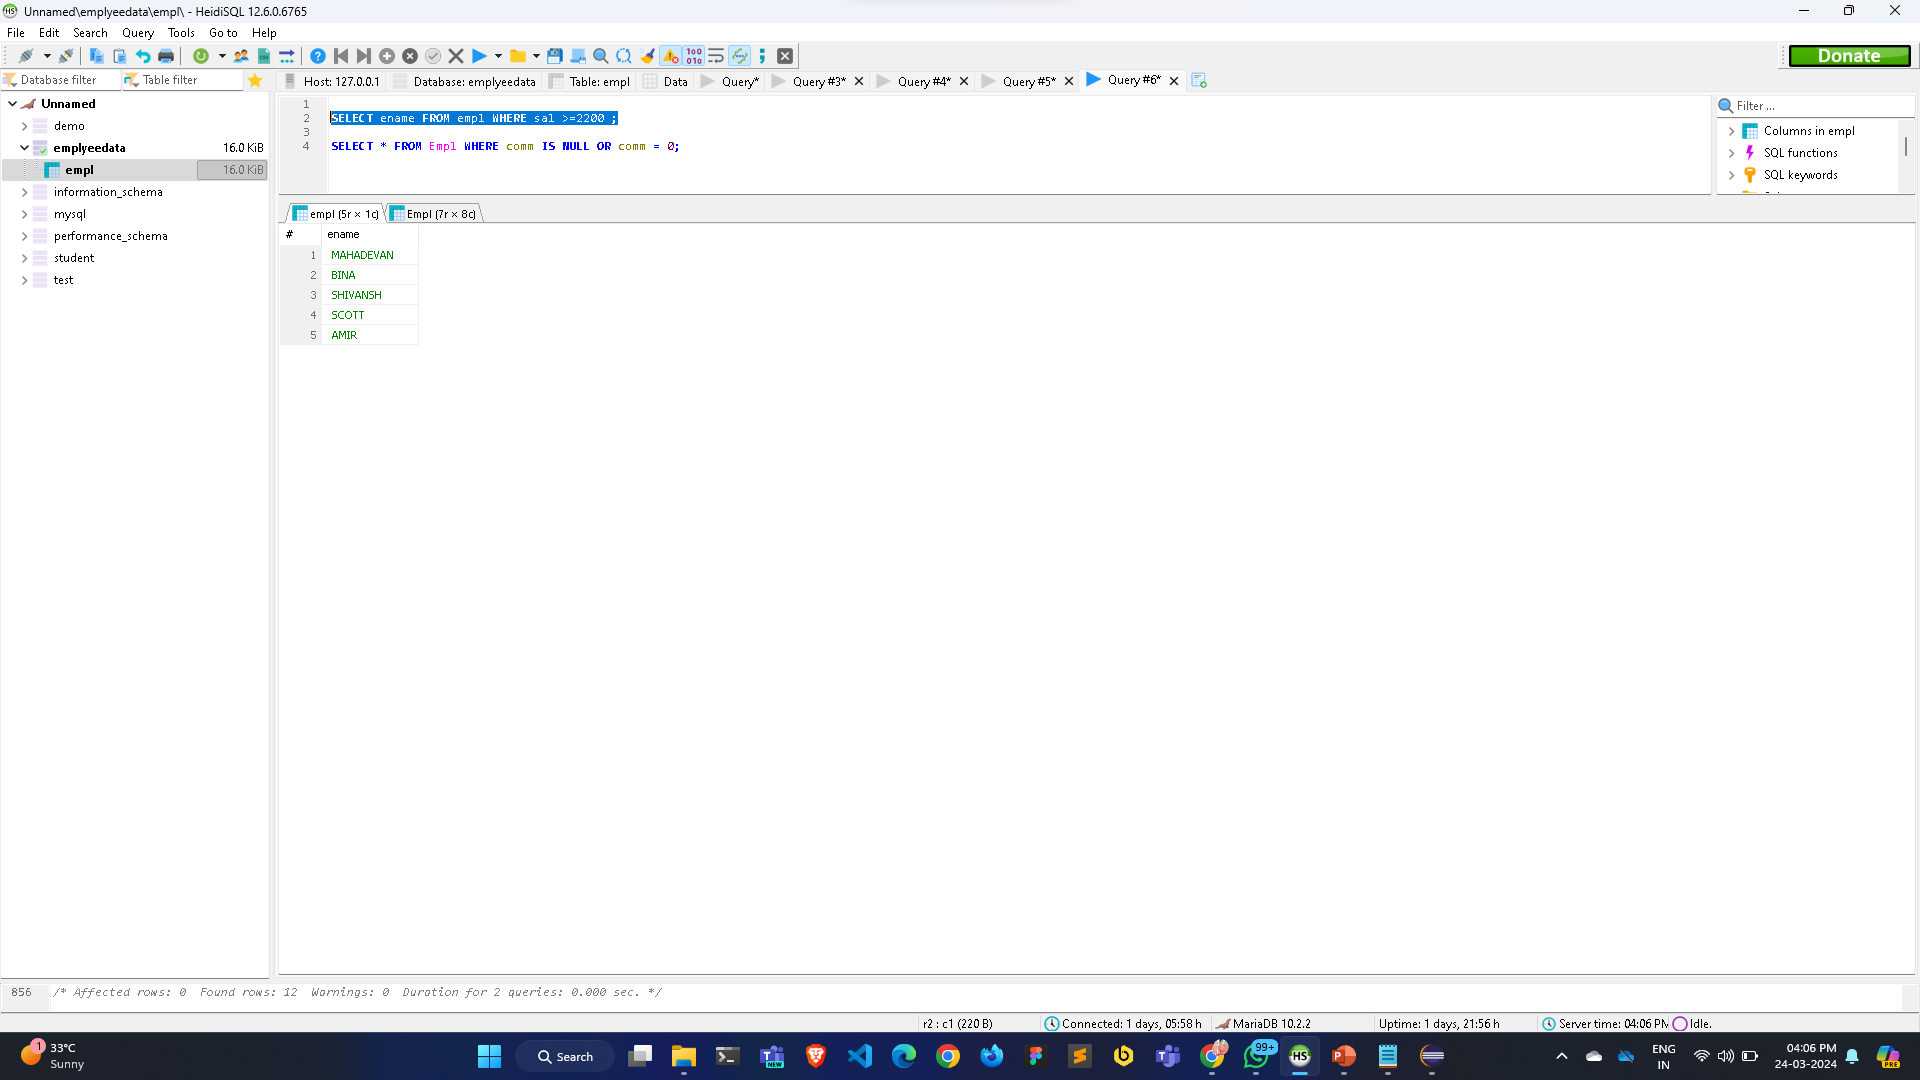 Unnamed\emplyeedata\empl\ - HeidiSQL 12.6.0.6765
File Edit Search Query Tools Go to Help
Donate
Database filter Table filter
Host: 127.0.0.1 Database: emplyeedata Table: empl Data Query* Query #3* Query #4* Query #5* Query #6*
Unnamed
demo
emplyeedata 16.0 KiB
empl 16.0 KiB
information_schema
mysql
performance_schema
student
test
1
2 SELECT ename FROM empl WHERE sal >=2200 ;
3
4 SELECT * FROM Empl WHERE comm IS NULL OR comm = 0;
Filter ...
Columns in empl
SQL functions
SQL keywords
empl (5r × 1c) Empl (7r × 8c)
# ename
1 MAHADEVAN
2 BINA
3 SHIVANSH
4 SCOTT
5 AMIR
856 /* Affected rows: 0 Found rows: 12 Warnings: 0 Duration for 2 queries: 0.000 sec. */
r2 : c1 (220 B) Connected: 1 days, 05:58 h MariaDB 10.2.2 Uptime: 1 days, 21:56 h Server time: 04:06 PM Idle.
1 33°C
Sunny
Search
NEW
99+
HS
ENG
IN
04:06 PM
24-03-2024
PRE